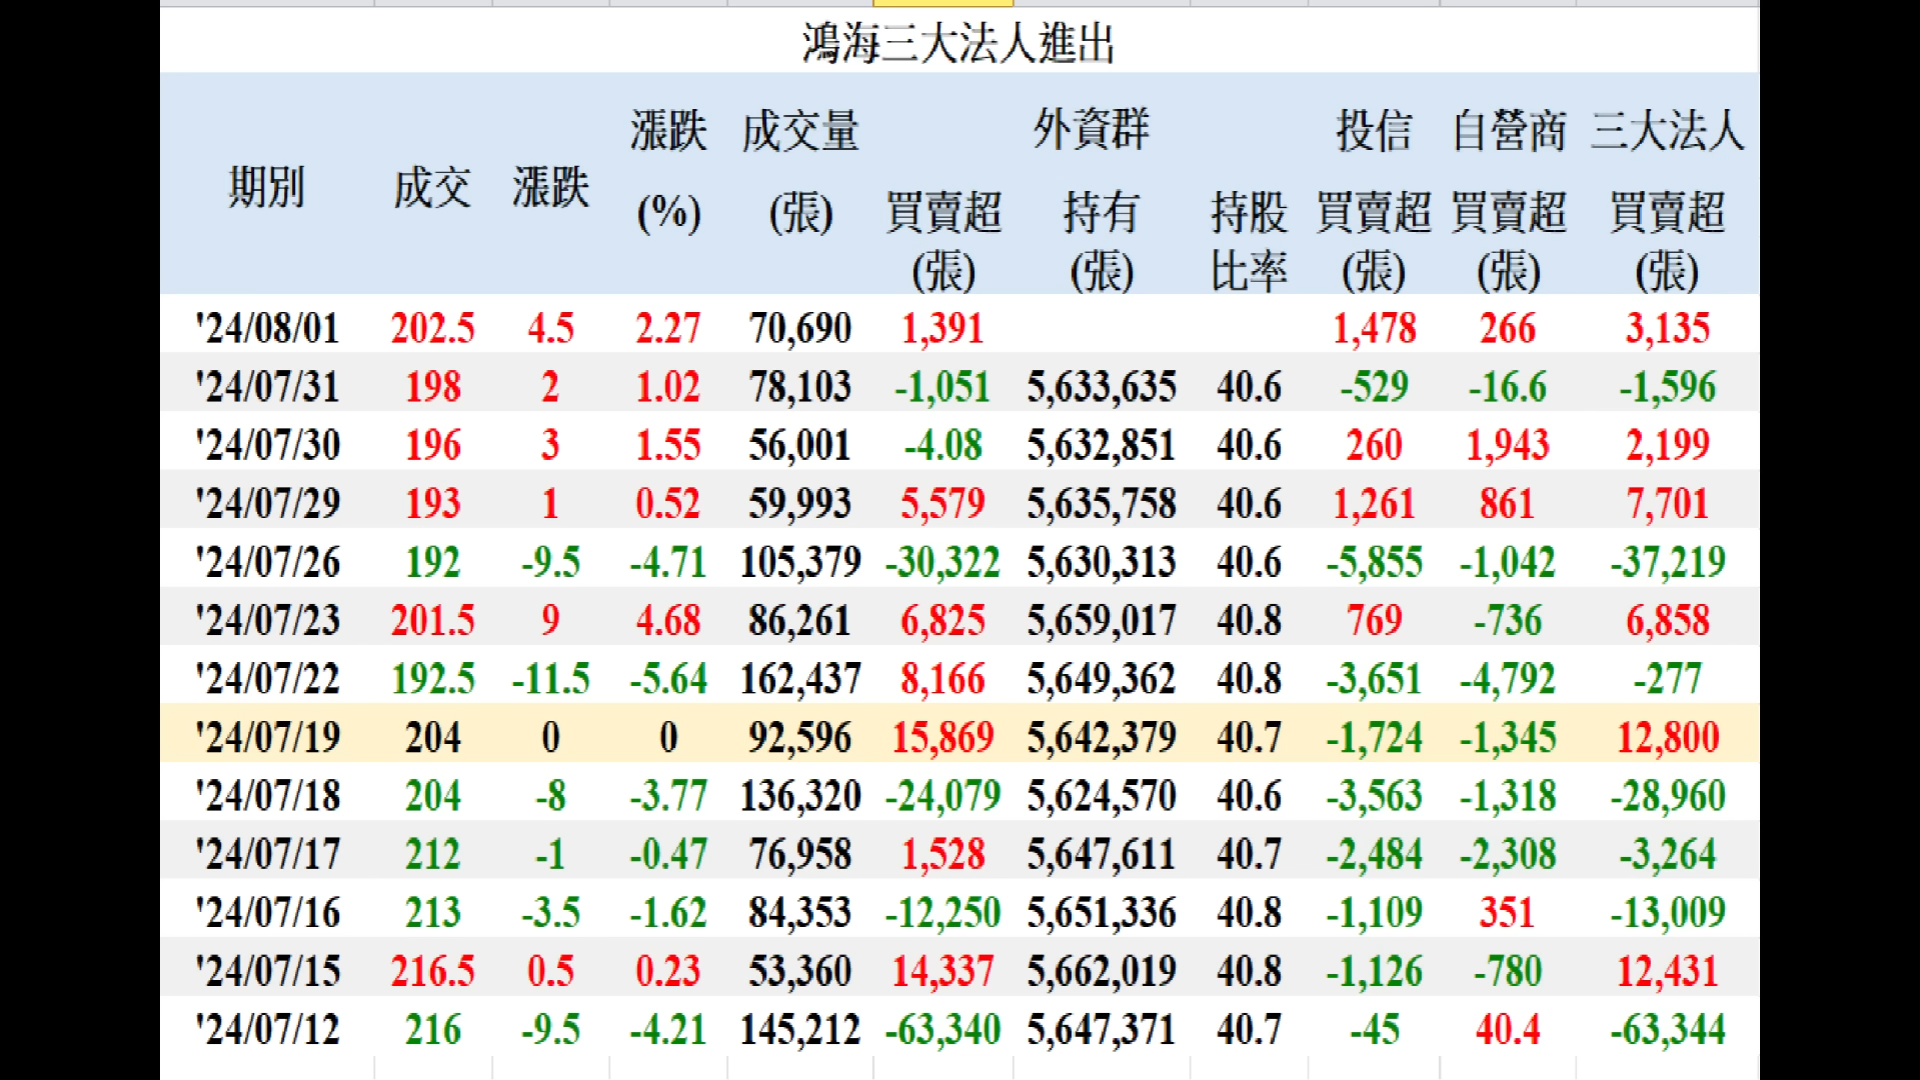 鴻海三大法人進出
漲跌 成交量 外資群 投信 自營商 三大法人
期別 成交 漲跌
(%) (張) 買賣超 持有 持股 買賣超 買賣超 買賣超
(張) (張) 比率 (張) (張) (張)
'24/08/01 202.5 4.5 2.27 70,690 1,391 1,478 266 3,135
'24/07/31 198 2 1.02 78,103 -1,051 5,633,635 40.6 -529 -16.6 -1,596
'24/07/30 196 3 1.55 56,001 -4.08 5,632,851 40.6 260 1,943 2,199
'24/07/29 193 1 0.52 59,993 5,579 5,635,758 40.6 1,261 861 7,701
'24/07/26 192 -9.5 -4.71 105,379 -30,322 5,630,313 40.6 -5,855 -1,042 -37,219
'24/07/23 201.5 9 4.68 86,261 6,825 5,659,017 40.8 769 -736 6,858
'24/07/22 192.5 -11.5 -5.64 162,437 8,166 5,649,362 40.8 -3,651 -4,792 -277
'24/07/19 204 0 0 92,596 15,869 5,642,379 40.7 -1,724 -1,345 12,800
'24/07/18 204 -8 -3.77 136,320 -24,079 5,624,570 40.6 -3,563 -1,318 -28,960
'24/07/17 212 -1 -0.47 76,958 1,528 5,647,611 40.7 -2,484 -2,308 -3,264
'24/07/16 213 -3.5 -1.62 84,353 -12,250 5,651,336 40.8 -1,109 351 -13,009
'24/07/15 216.5 0.5 0.23 53,360 14,337 5,662,019 40.8 -1,126 -780 12,431
'24/07/12 216 -9.5 -4.21 145,212 -63,340 5,647,371 40.7 -45 40.4 -63,344